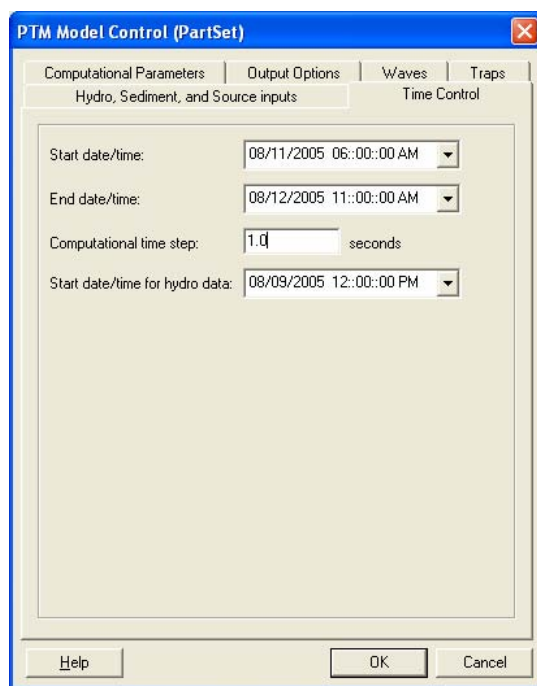 PTM Model Control (PartSet)
Computational Parameters Output Options Waves Traps
Hydro, Sediment, and Source inputs Time Control
Start date/time: 08/11/2005 06::00::00 AM
End date/time: 08/12/2005 11::00::00 AM
Computational time step: 1.0 seconds
Start date/time for hydro data: 08/09/2005 12::00::00 PM
Help OK Cancel